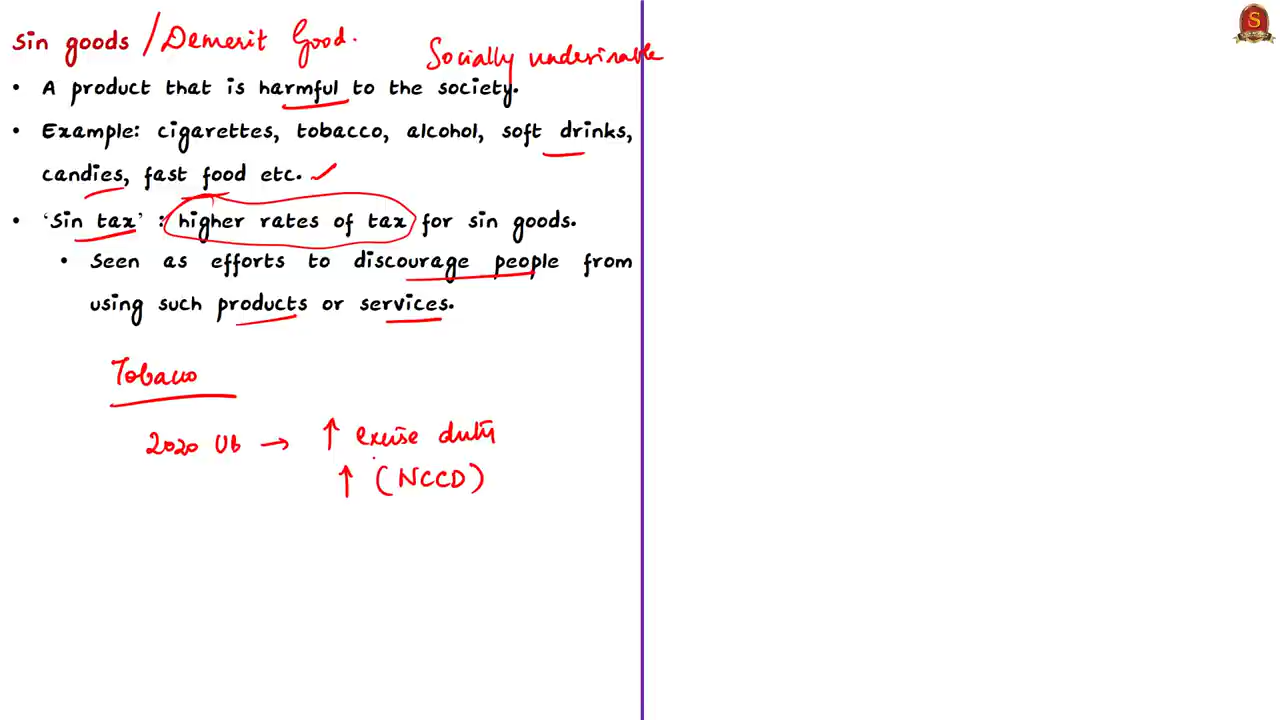 Sin goods / Demerit Good.
Socially undesirable
• A product that is harmful to the society.
• Example: cigarettes, tobacco, alcohol, soft drinks,
candies, fast food etc. ✓
• ‘Sin tax’ : higher rates of tax for sin goods.
• Seen as efforts to discourage people from
using such products or services.
Tobacco
2020 UB → ↑ excise duty
↑ (NCCD)
S